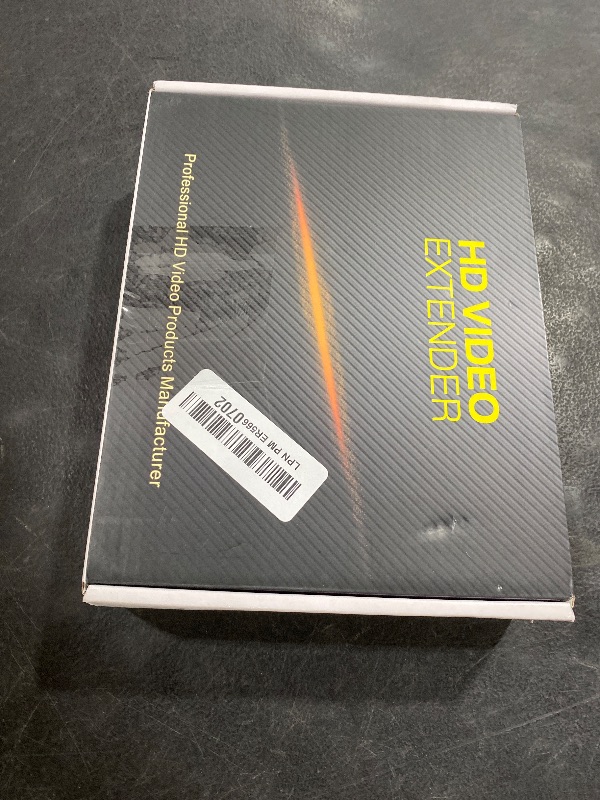 HD VIDEO
EXTENDER
Professional HD Video Products Manufacturer
LPN PM ER5660702